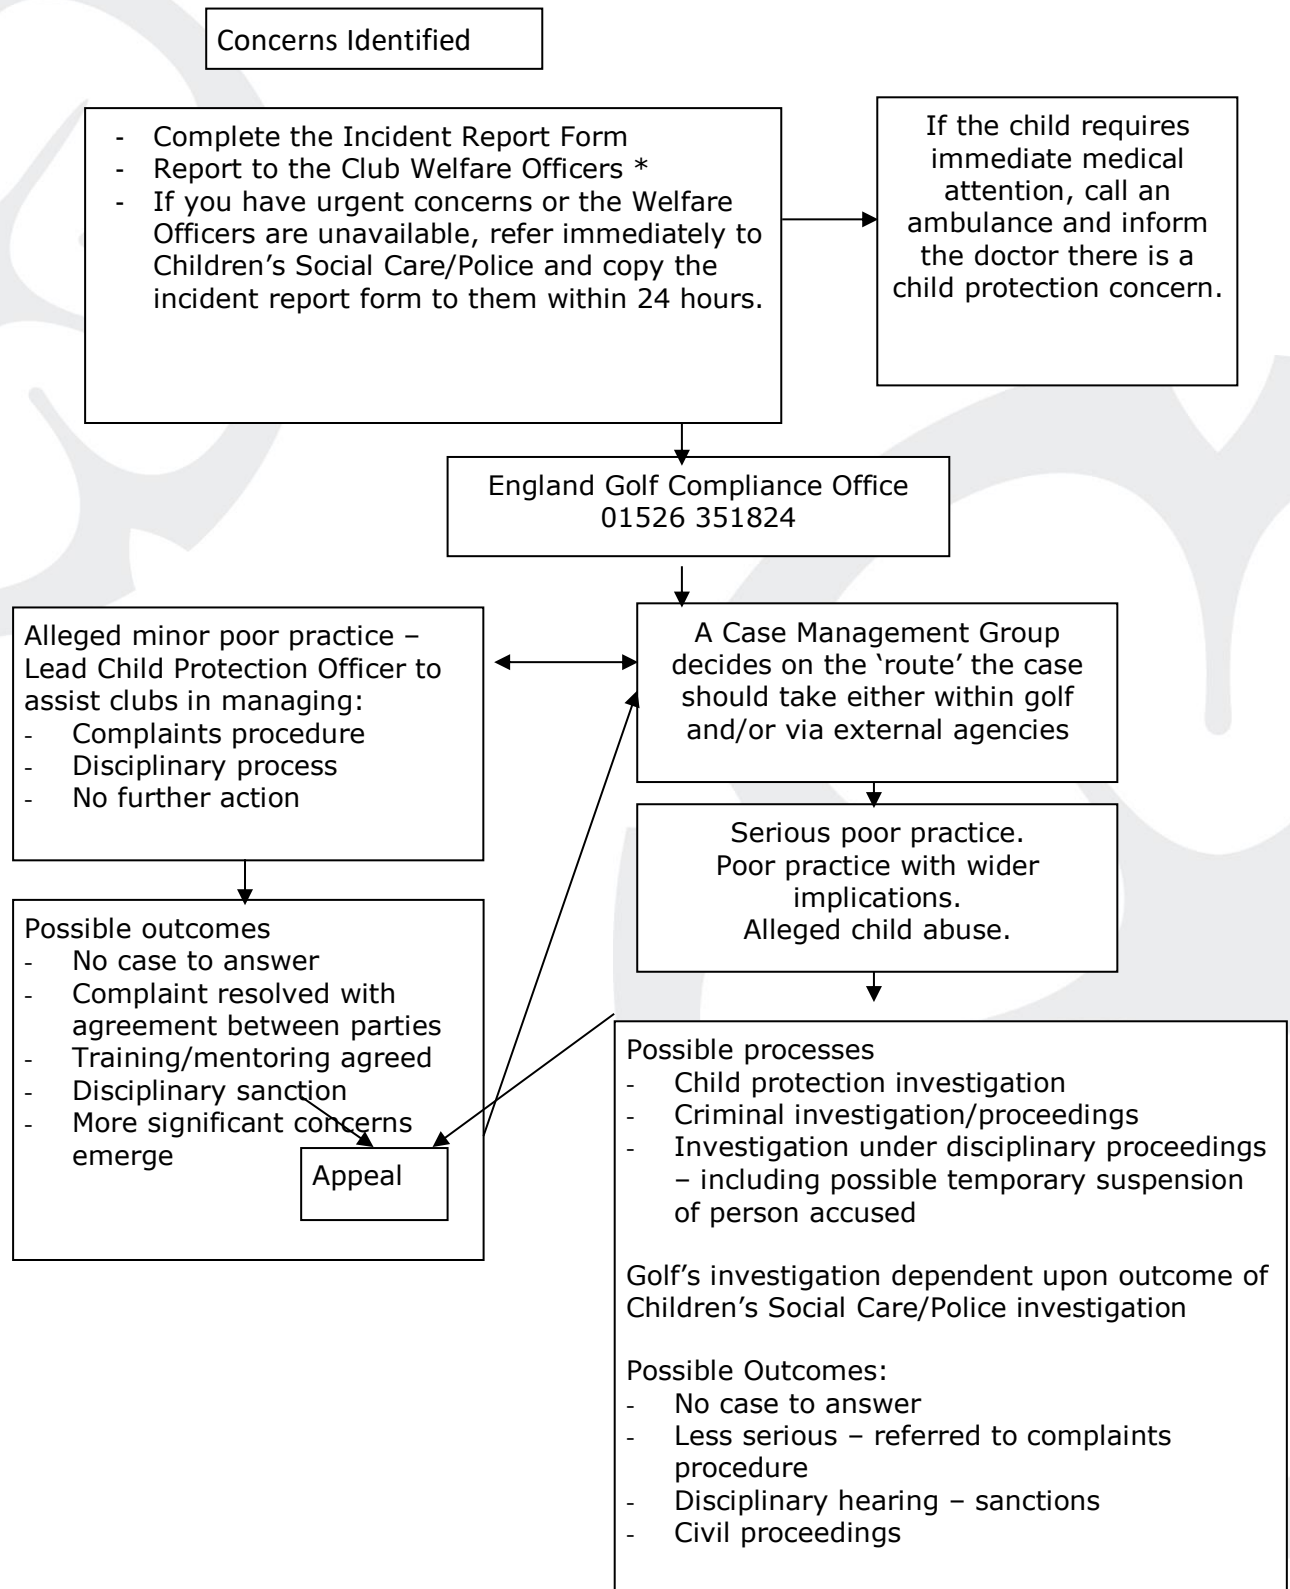 Concerns Identified
- Complete the Incident Report Form
- Report to the Club Welfare Officers *
- If you have urgent concerns or the Welfare
Officers are unavailable, refer immediately to
Children’s Social Care/Police and copy the
incident report form to them within 24 hours.
If the child requires
immediate medical
attention, call an
ambulance and inform
the doctor there is a
child protection concern.
England Golf Compliance Office
01526 351824
Alleged minor poor practice –
Lead Child Protection Officer to
assist clubs in managing:
- Complaints procedure
- Disciplinary process
- No further action
A Case Management Group
decides on the ‘route’ the case
should take either within golf
and/or via external agencies
Serious poor practice.
Poor practice with wider
implications.
Alleged child abuse.
Possible outcomes
- No case to answer
- Complaint resolved with
agreement between parties
- Training/mentoring agreed
- Disciplinary sanction
- More significant concerns
emerge
Appeal
Possible processes
- Child protection investigation
- Criminal investigation/proceedings
- Investigation under disciplinary proceedings
– including possible temporary suspension
of person accused
Golf’s investigation dependent upon outcome of
Children’s Social Care/Police investigation
Possible Outcomes:
- No case to answer
- Less serious – referred to complaints
procedure
- Disciplinary hearing – sanctions
- Civil proceedings